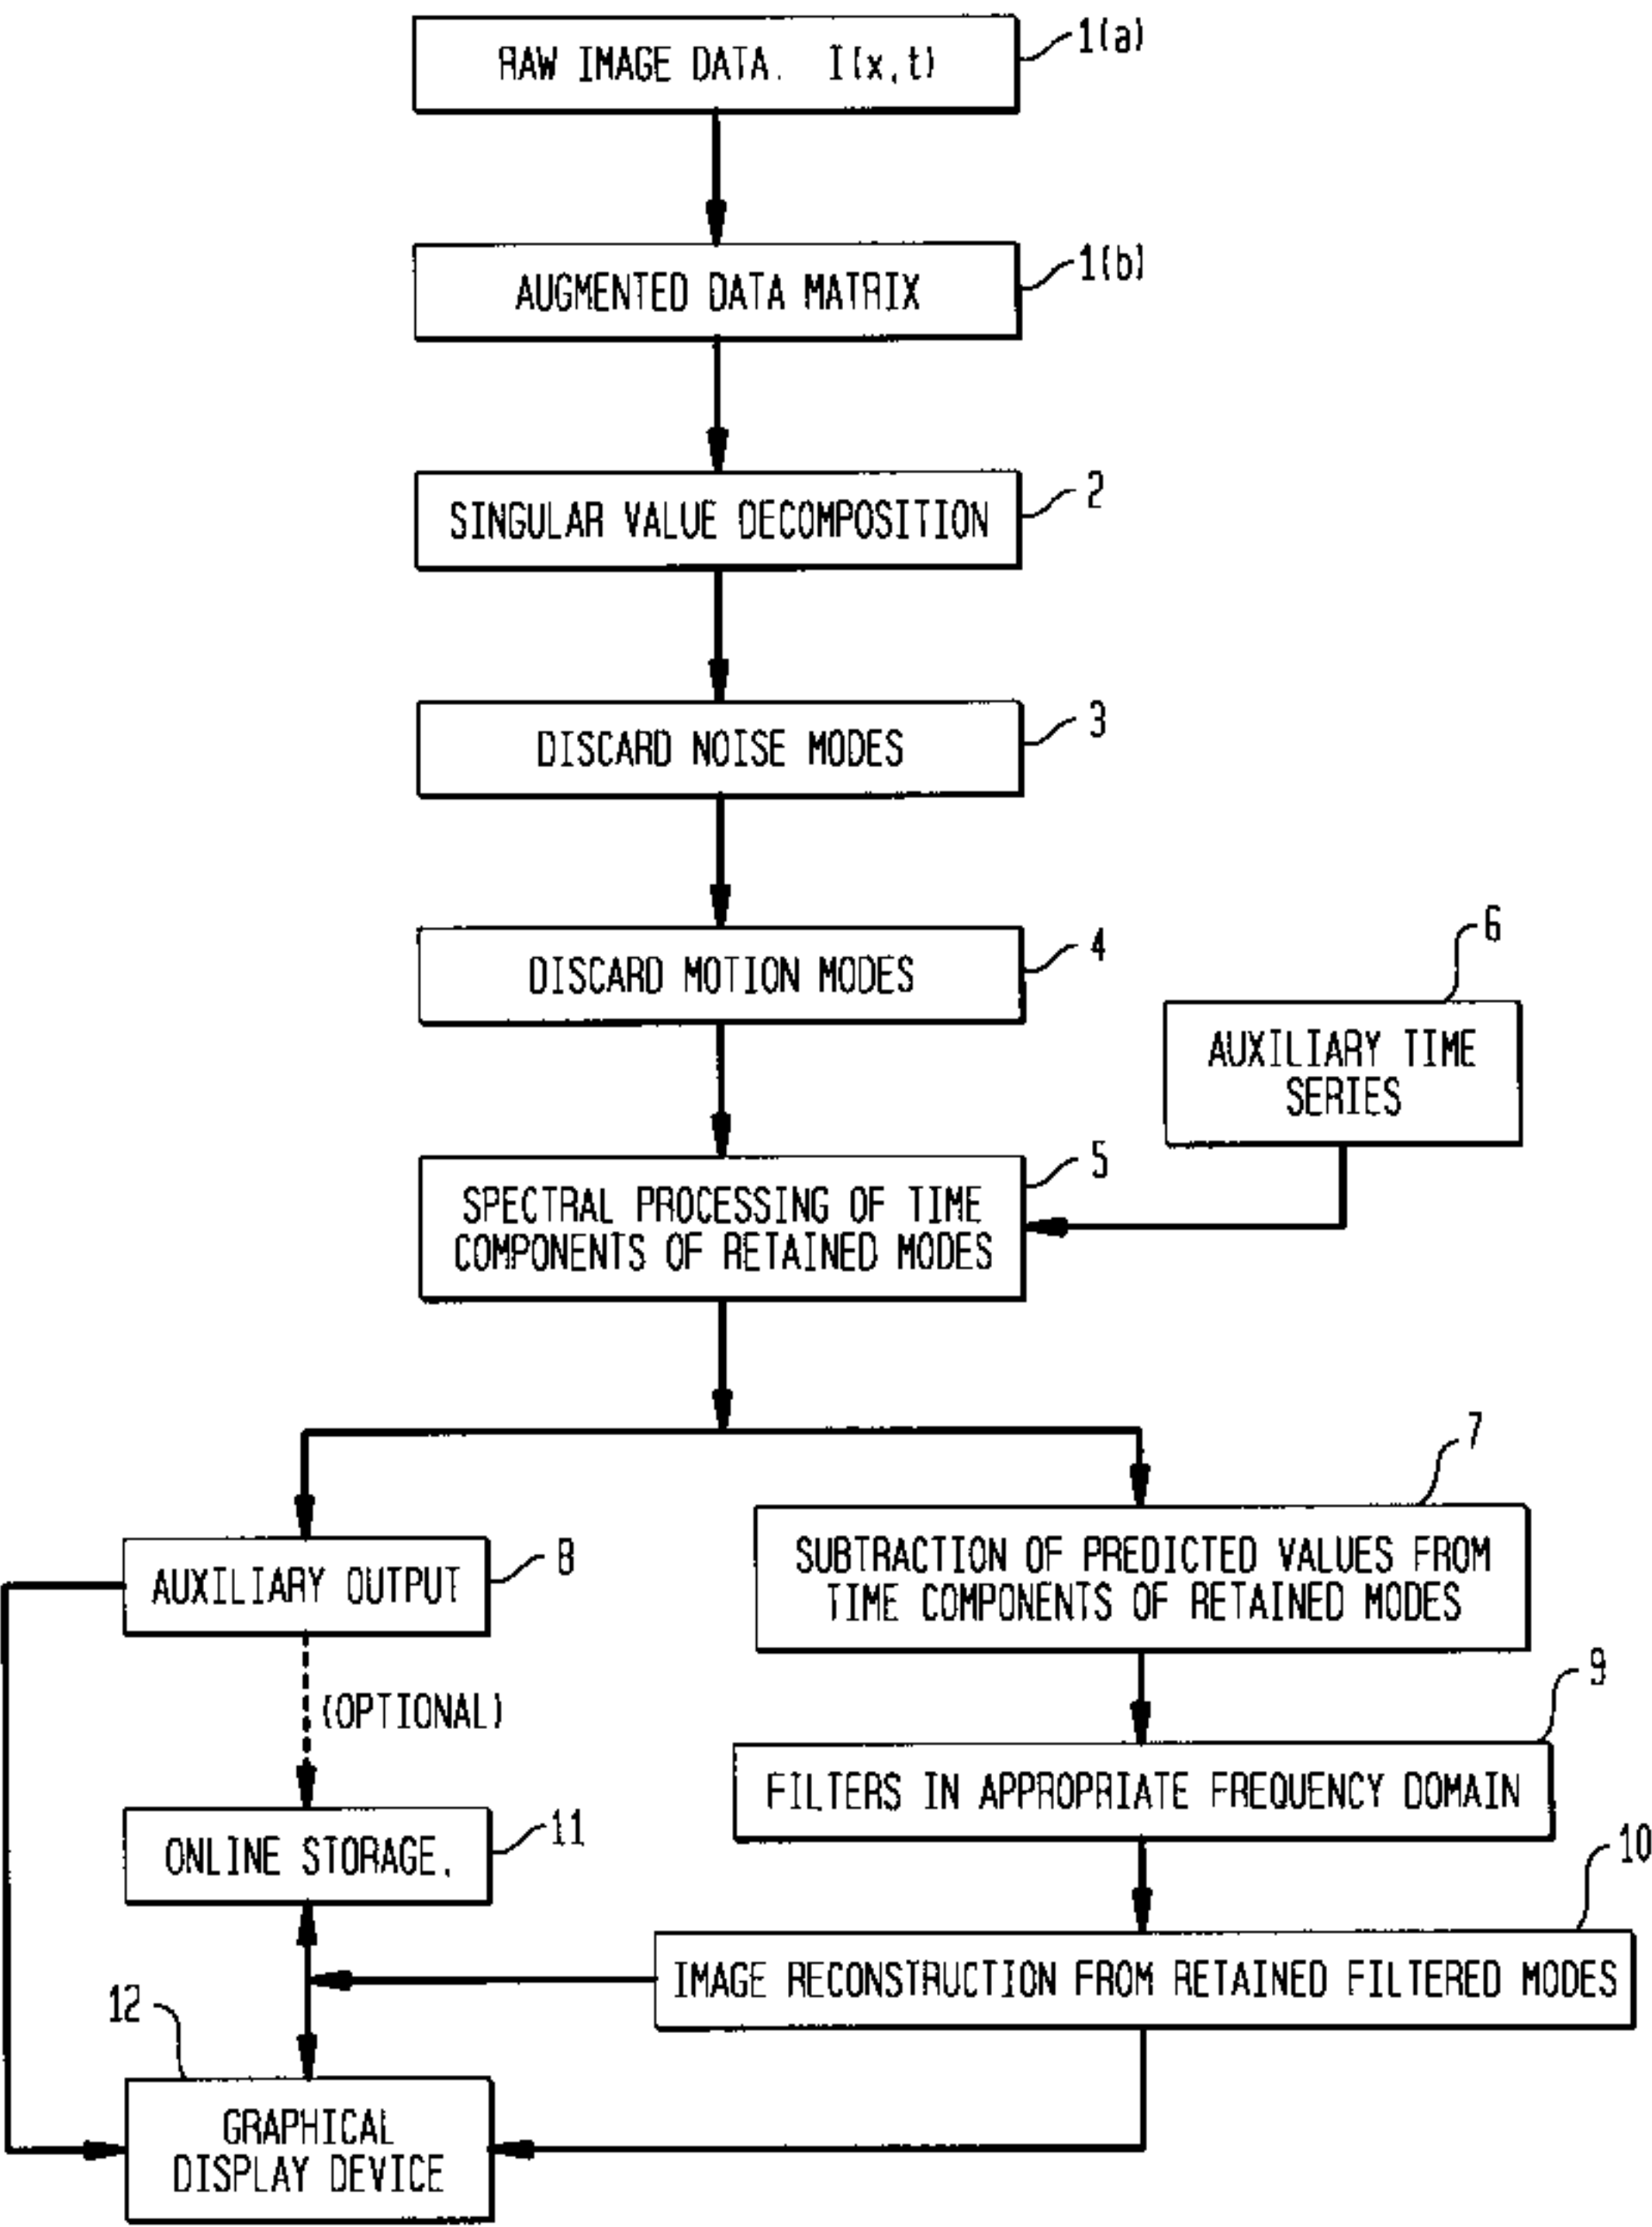 RAW IMAGE DATA. I(x,t)
1(a)
AUGMENTED DATA MATRIX
1(b)
SINGULAR VALUE DECOMPOSITION
2
DISCARD NOISE MODES
3
DISCARD MOTION MODES
4
6
AUXILIARY TIME
SERIES
5
SPECTRAL PROCESSING OF TIME
COMPONENTS OF RETAINED MODES
7
AUXILIARY OUTPUT
8
SUBTRACTION OF PREDICTED VALUES FROM
TIME COMPONENTS OF RETAINED MODES
(OPTIONAL)
9
FILTERS IN APPROPRIATE FREQUENCY DOMAIN
ONLINE STORAGE.
11
10
IMAGE RECONSTRUCTION FROM RETAINED FILTERED MODES
12
GRAPHICAL
DISPLAY DEVICE